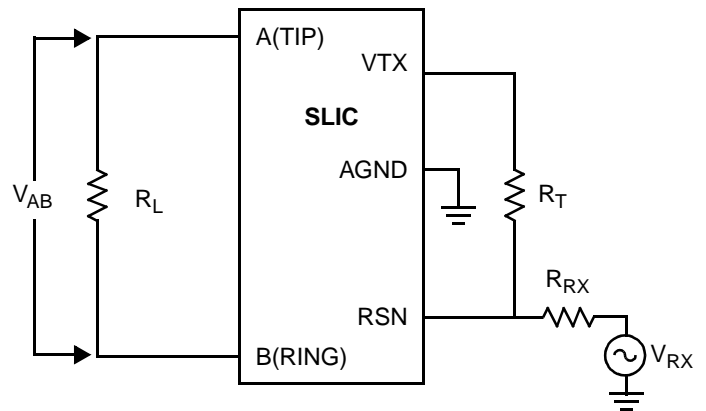 A(TIP)
VTX
SLIC
AGND
V_AB
R_L
R_T
R_RX
RSN
V_RX
B(RING)